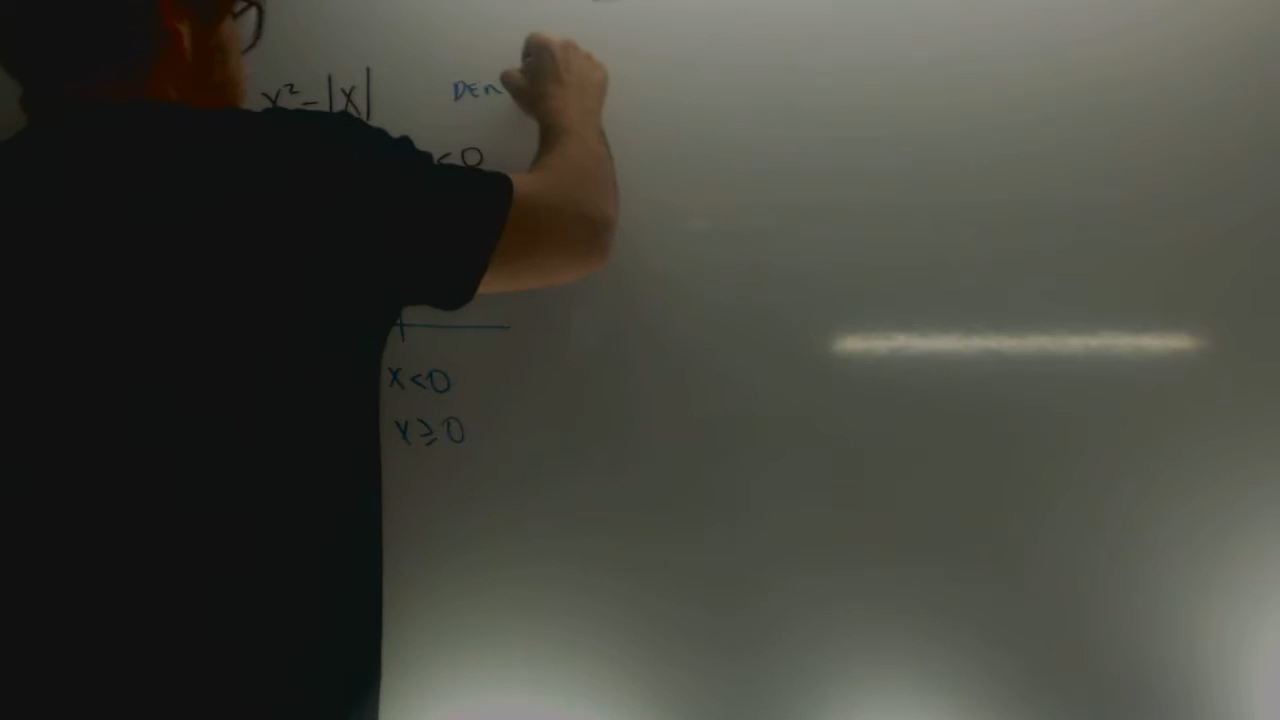 x² - |x| DEn
< 0
x < 0
x ≥ 0